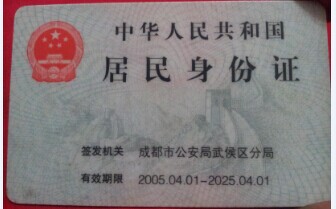 中华人民共和国
居民身份证
签发机关 成都市公安局武侯区分局
有效期限 2005.04.01-2025.04.01